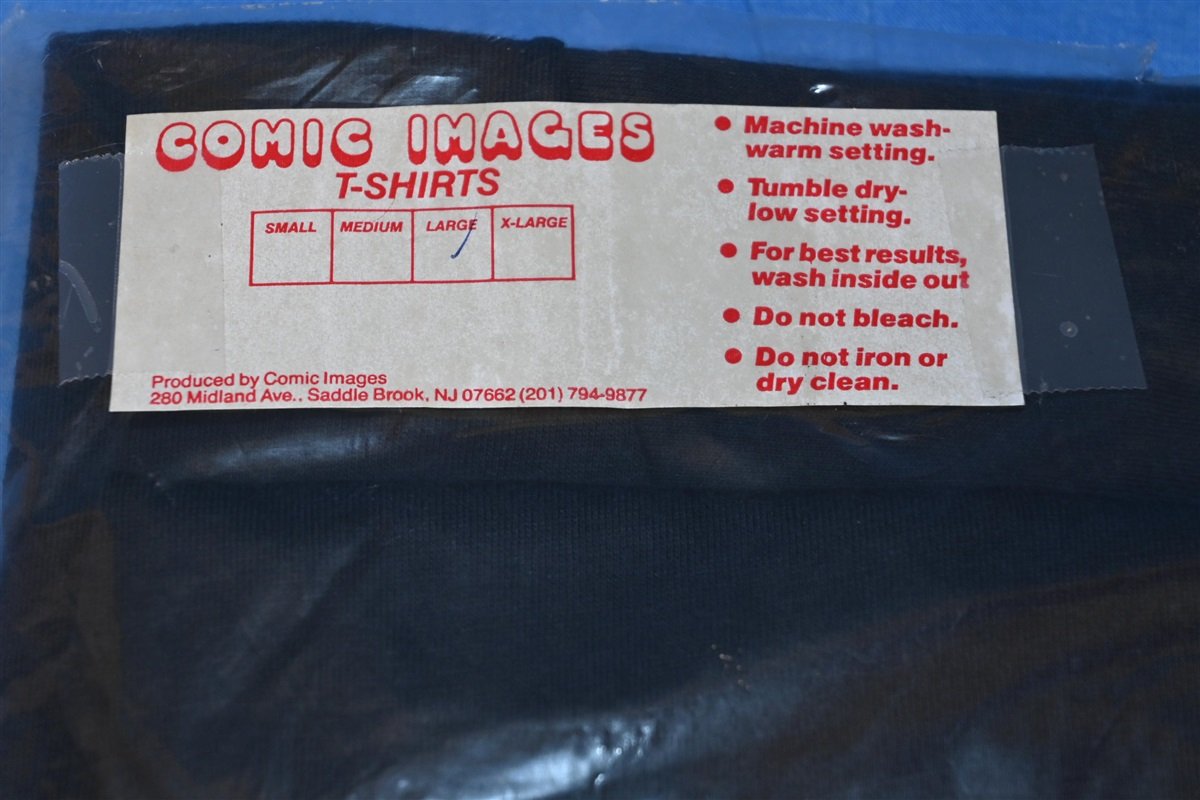 COMIC IMAGES
T-SHIRTS
SMALL MEDIUM LARGE X-LARGE
Produced by Comic Images
280 Midland Ave., Saddle Brook, NJ 07662 (201) 794-9877
• Machine wash-
warm setting.
• Tumble dry-
low setting.
• For best results,
wash inside out
• Do not bleach.
• Do not iron or
dry clean.